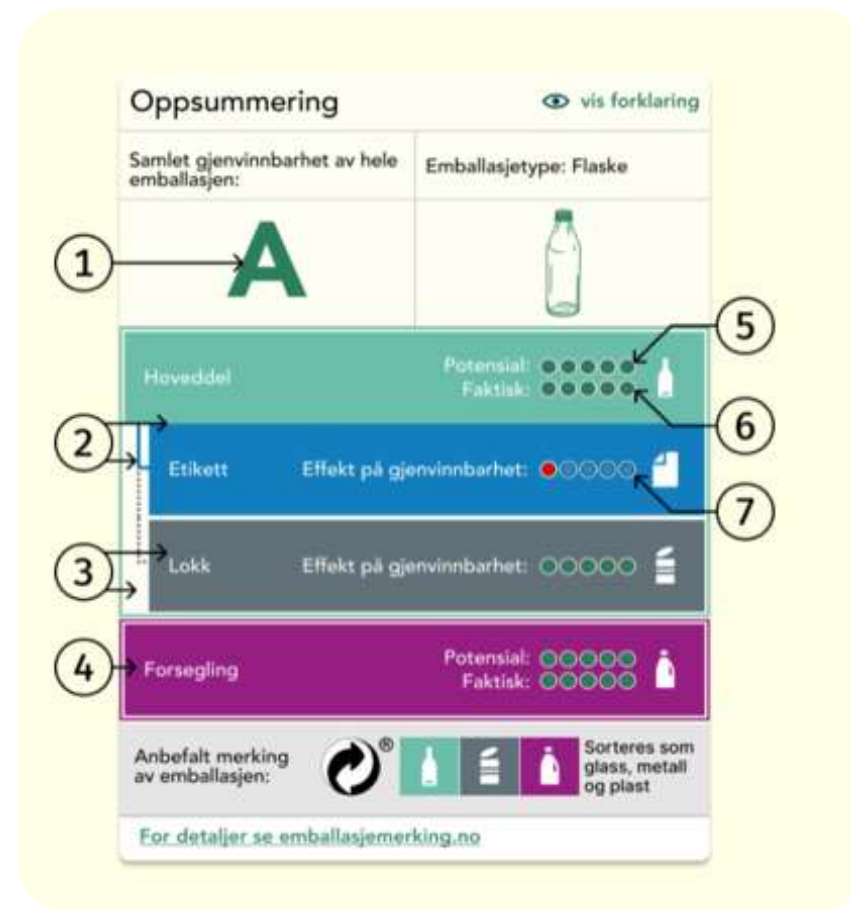 Oppsummering
vis forklaring
Samlet gjenvinnbarhet av hele
emballasjen:
Emballasjetype: Flaske
1
A
5
Hoveddel
Potensial:
Faktisk:
6
2
Etikett
Effekt på gjenvinnbarhet:
7
3
Lokk
Effekt på gjenvinnbarhet:
4
Forsegling
Potensial:
Faktisk:
Anbefalt merking
av emballasjen:
®
Sorteres som
glass, metall
og plast
For detaljer se emballasjemerking.no